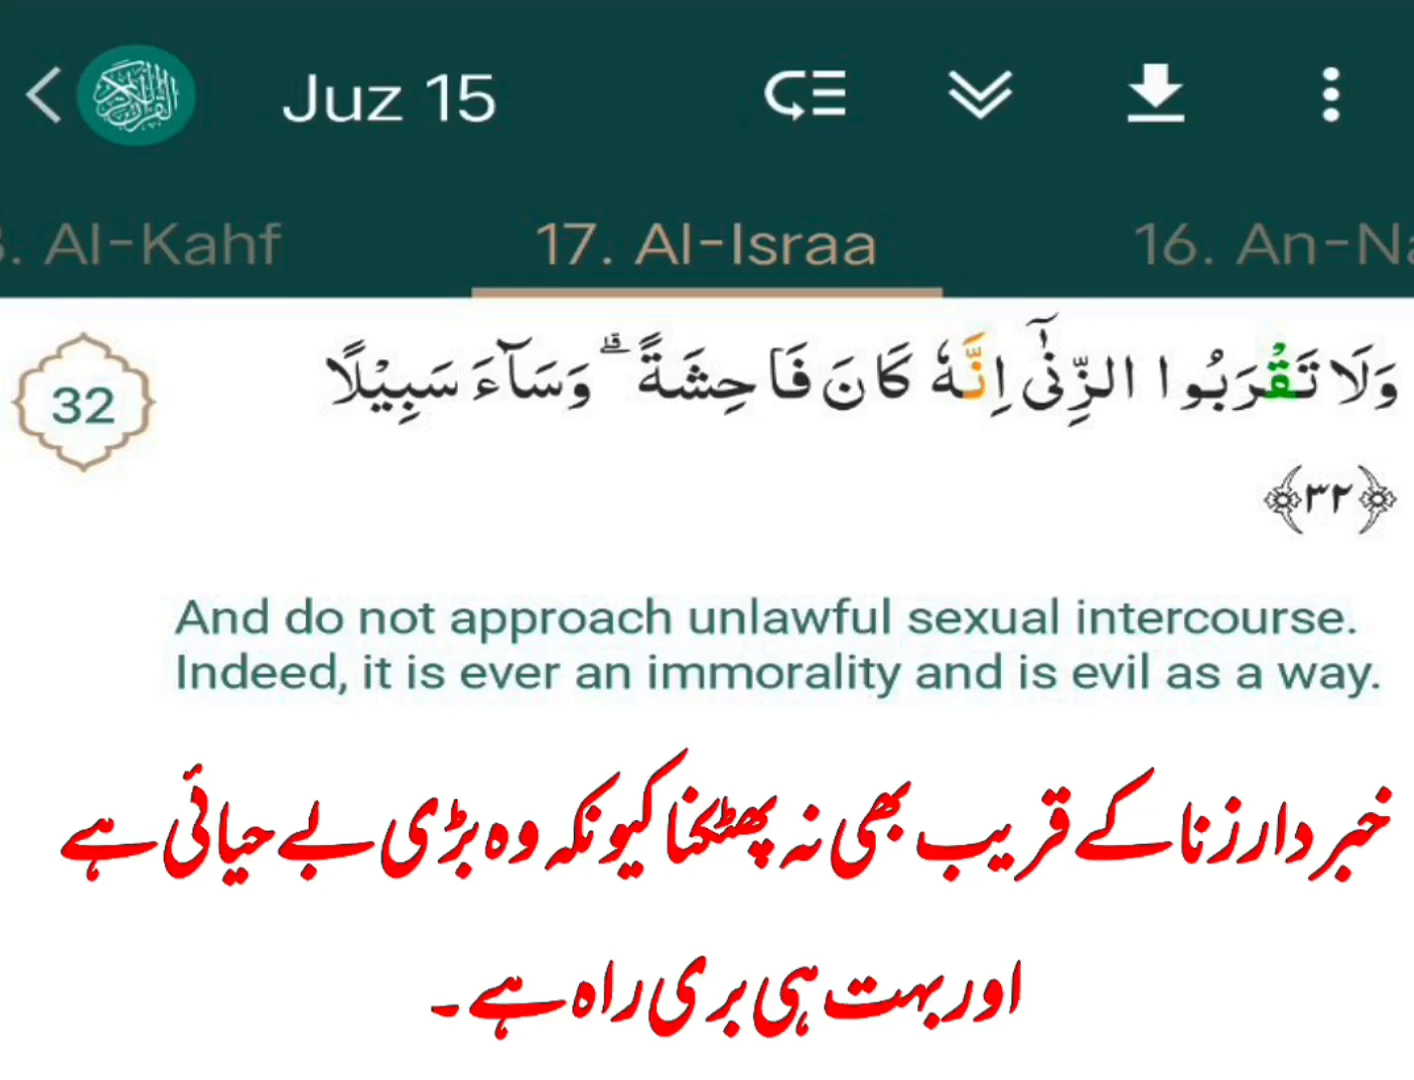 Juz 15
. Al-Kahf 17. Al-Israa 16. An-Na
32
وَلَا تَقْرَبُوا الزِّنٰٓى اِنَّهٗ كَانَ فَاحِشَةً ؕ وَسَآءَ سَبِيْلًا
﴿٣٢﴾
And do not approach unlawful sexual intercourse.
Indeed, it is ever an immorality and is evil as a way.
خبردار زنا کے قریب بھی نہ پھٹکنا کیونکہ وہ بڑی بے حیائی ہے
اور بہت ہی بری راہ ہے۔